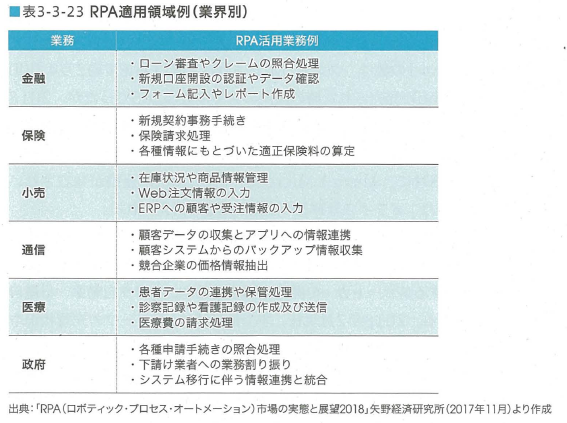 ■表3-3-23 RPA適用領域例（業界別）
業務 RPA活用業務例
金融
・ローン審査やクレームの照合処理
・新規口座開設の認証やデータ確認
・フォーム記入やレポート作成
保険
・新規契約事務手続き
・保険請求処理
・各種情報にもとづいた適正保険料の算定
小売
・在庫状況や商品情報管理
・Web注文情報の入力
・ERPへの顧客や受注情報の入力
通信
・顧客データの収集とアプリへの情報連携
・顧客システムからのバックアップ情報収集
・競合企業の価格情報抽出
医療
・患者データの連携や保管処理
・診察記録や看護記録の作成及び送信
・医療費の請求処理
政府
・各種申請手続きの照合処理
・下請け業者への業務割り振り
・システム移行に伴う情報連携と統合
出典：「RPA（ロボティック・プロセス・オートメーション）市場の実態と展望2018」矢野経済研究所（2017年11月）より作成